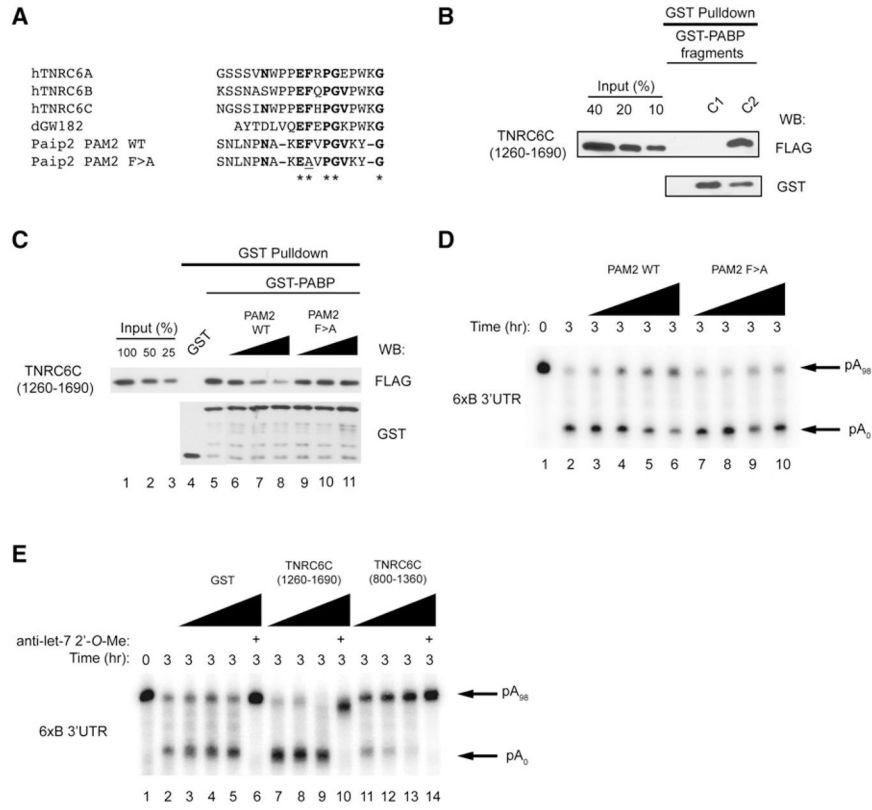 A
hTNRC6A GSSSVNWPPEFRPGEPWKG
hTNRC6B KSSNASWPPEFQPGVPWKG
hTNRC6C NGSSINWPPEFHPGVPWKG
dGW182 AYTDLVQEFEPGKPWKG
Paip2 PAM2 WT SNLNPNA-KEFVPGVKY-G
Paip2 PAM2 F>A SNLNPNA-KEAVPGVKY-G
** ** *
B
GST Pulldown
GST-PABP
fragments
Input (%)
40 20 10 C1 C2 WB:
TNRC6C
(1260-1690)
FLAG
GST
C
GST Pulldown
GST-PABP
Input (%)
GST
PAM2
WT
PAM2
F>A
100 50 25
WB:
TNRC6C
(1260-1690)
FLAG
GST
1 2 3 4 5 6 7 8 9 10 11
D
PAM2 WT PAM2 F>A
Time (hr): 0 3 3 3 3 3 3 3 3 3
pA98
6xB 3'UTR
pA0
1 2 3 4 5 6 7 8 9 10
E
GST
TNRC6C
(1260-1690)
TNRC6C
(800-1360)
anti-let-7 2'-O-Me: + + +
Time (hr): 0 3 3 3 3 3 3 3 3 3 3 3 3 3
pA98
6xB 3'UTR
pA0
1 2 3 4 5 6 7 8 9 10 11 12 13 14